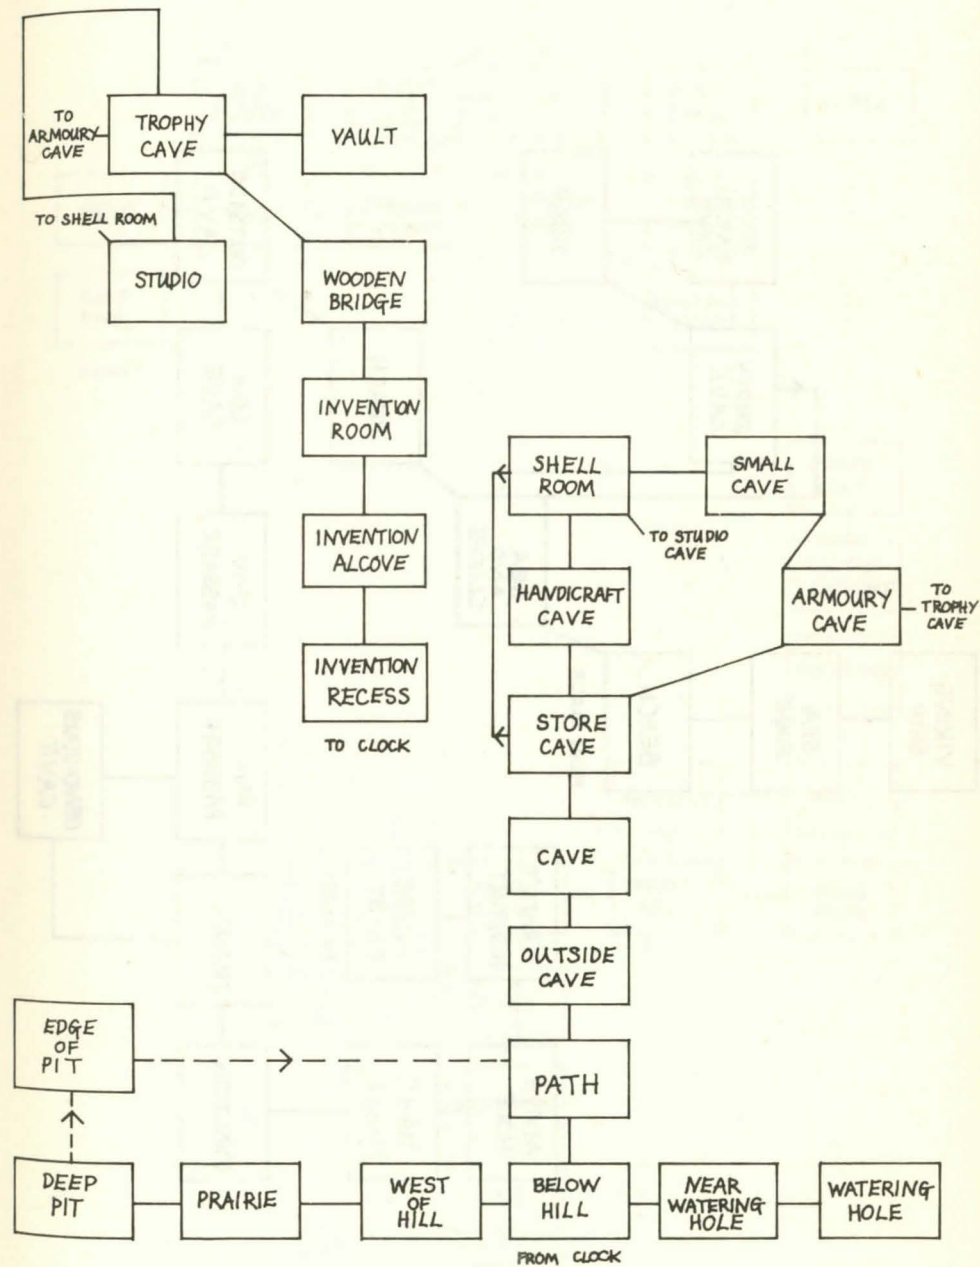 TO
ARMOURY
CAVE
TROPHY
CAVE
VAULT
TO SHELL ROOM
STUDIO
WOODEN
BRIDGE
INVENTION
ROOM
SHELL
ROOM
SMALL
CAVE
TO STUDIO
CAVE
INVENTION
ALCOVE
HANDICRAFT
CAVE
ARMOURY
CAVE
TO
TROPHY
CAVE
INVENTION
RECESS
TO CLOCK
STORE
CAVE
CAVE
OUTSIDE
CAVE
EDGE
OF
PIT
PATH
DEEP
PIT
PRAIRIE
WEST
OF
HILL
BELOW
HILL
NEAR
WATERING
HOLE
WATERING
HOLE
FROM CLOCK